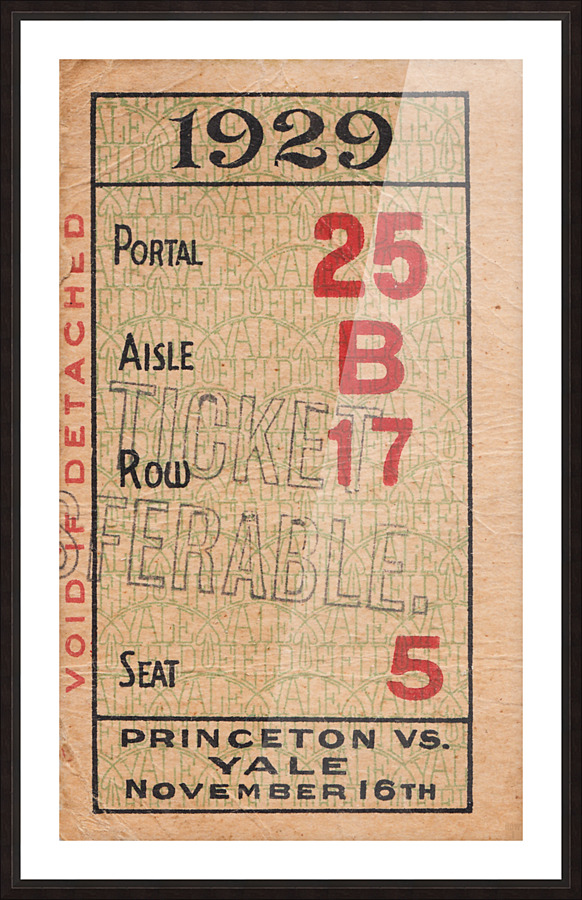 1929
PORTAL 25
AISLE B
TICKET
ROW 17
FERABLE.
SEAT 5
PRINCETON VS.
YALE
NOVEMBER 16TH
VOID IF DETACHED